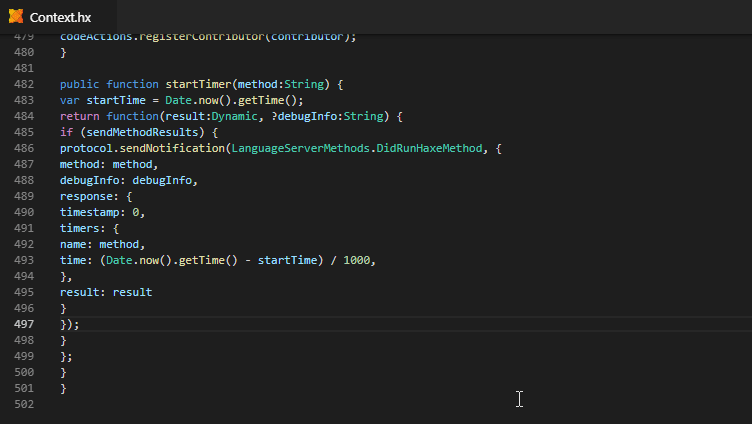 Context.hx
479 codeActions.registerContributor(contributor);
480 }
481
482 public function startTimer(method:String) {
483 var startTime = Date.now().getTime();
484 return function(result:Dynamic, ?debugInfo:String) {
485 if (sendMethodResults) {
486 protocol.sendNotification(LanguageServerMethods.DidRunHaxeMethod, {
487 method: method,
488 debugInfo: debugInfo,
489 response: {
490 timestamp: 0,
491 timers: {
492 name: method,
493 time: (Date.now().getTime() - startTime) / 1000,
494 },
495 result: result
496 }
497 });
498 }
499 };
500 }
501 }
502